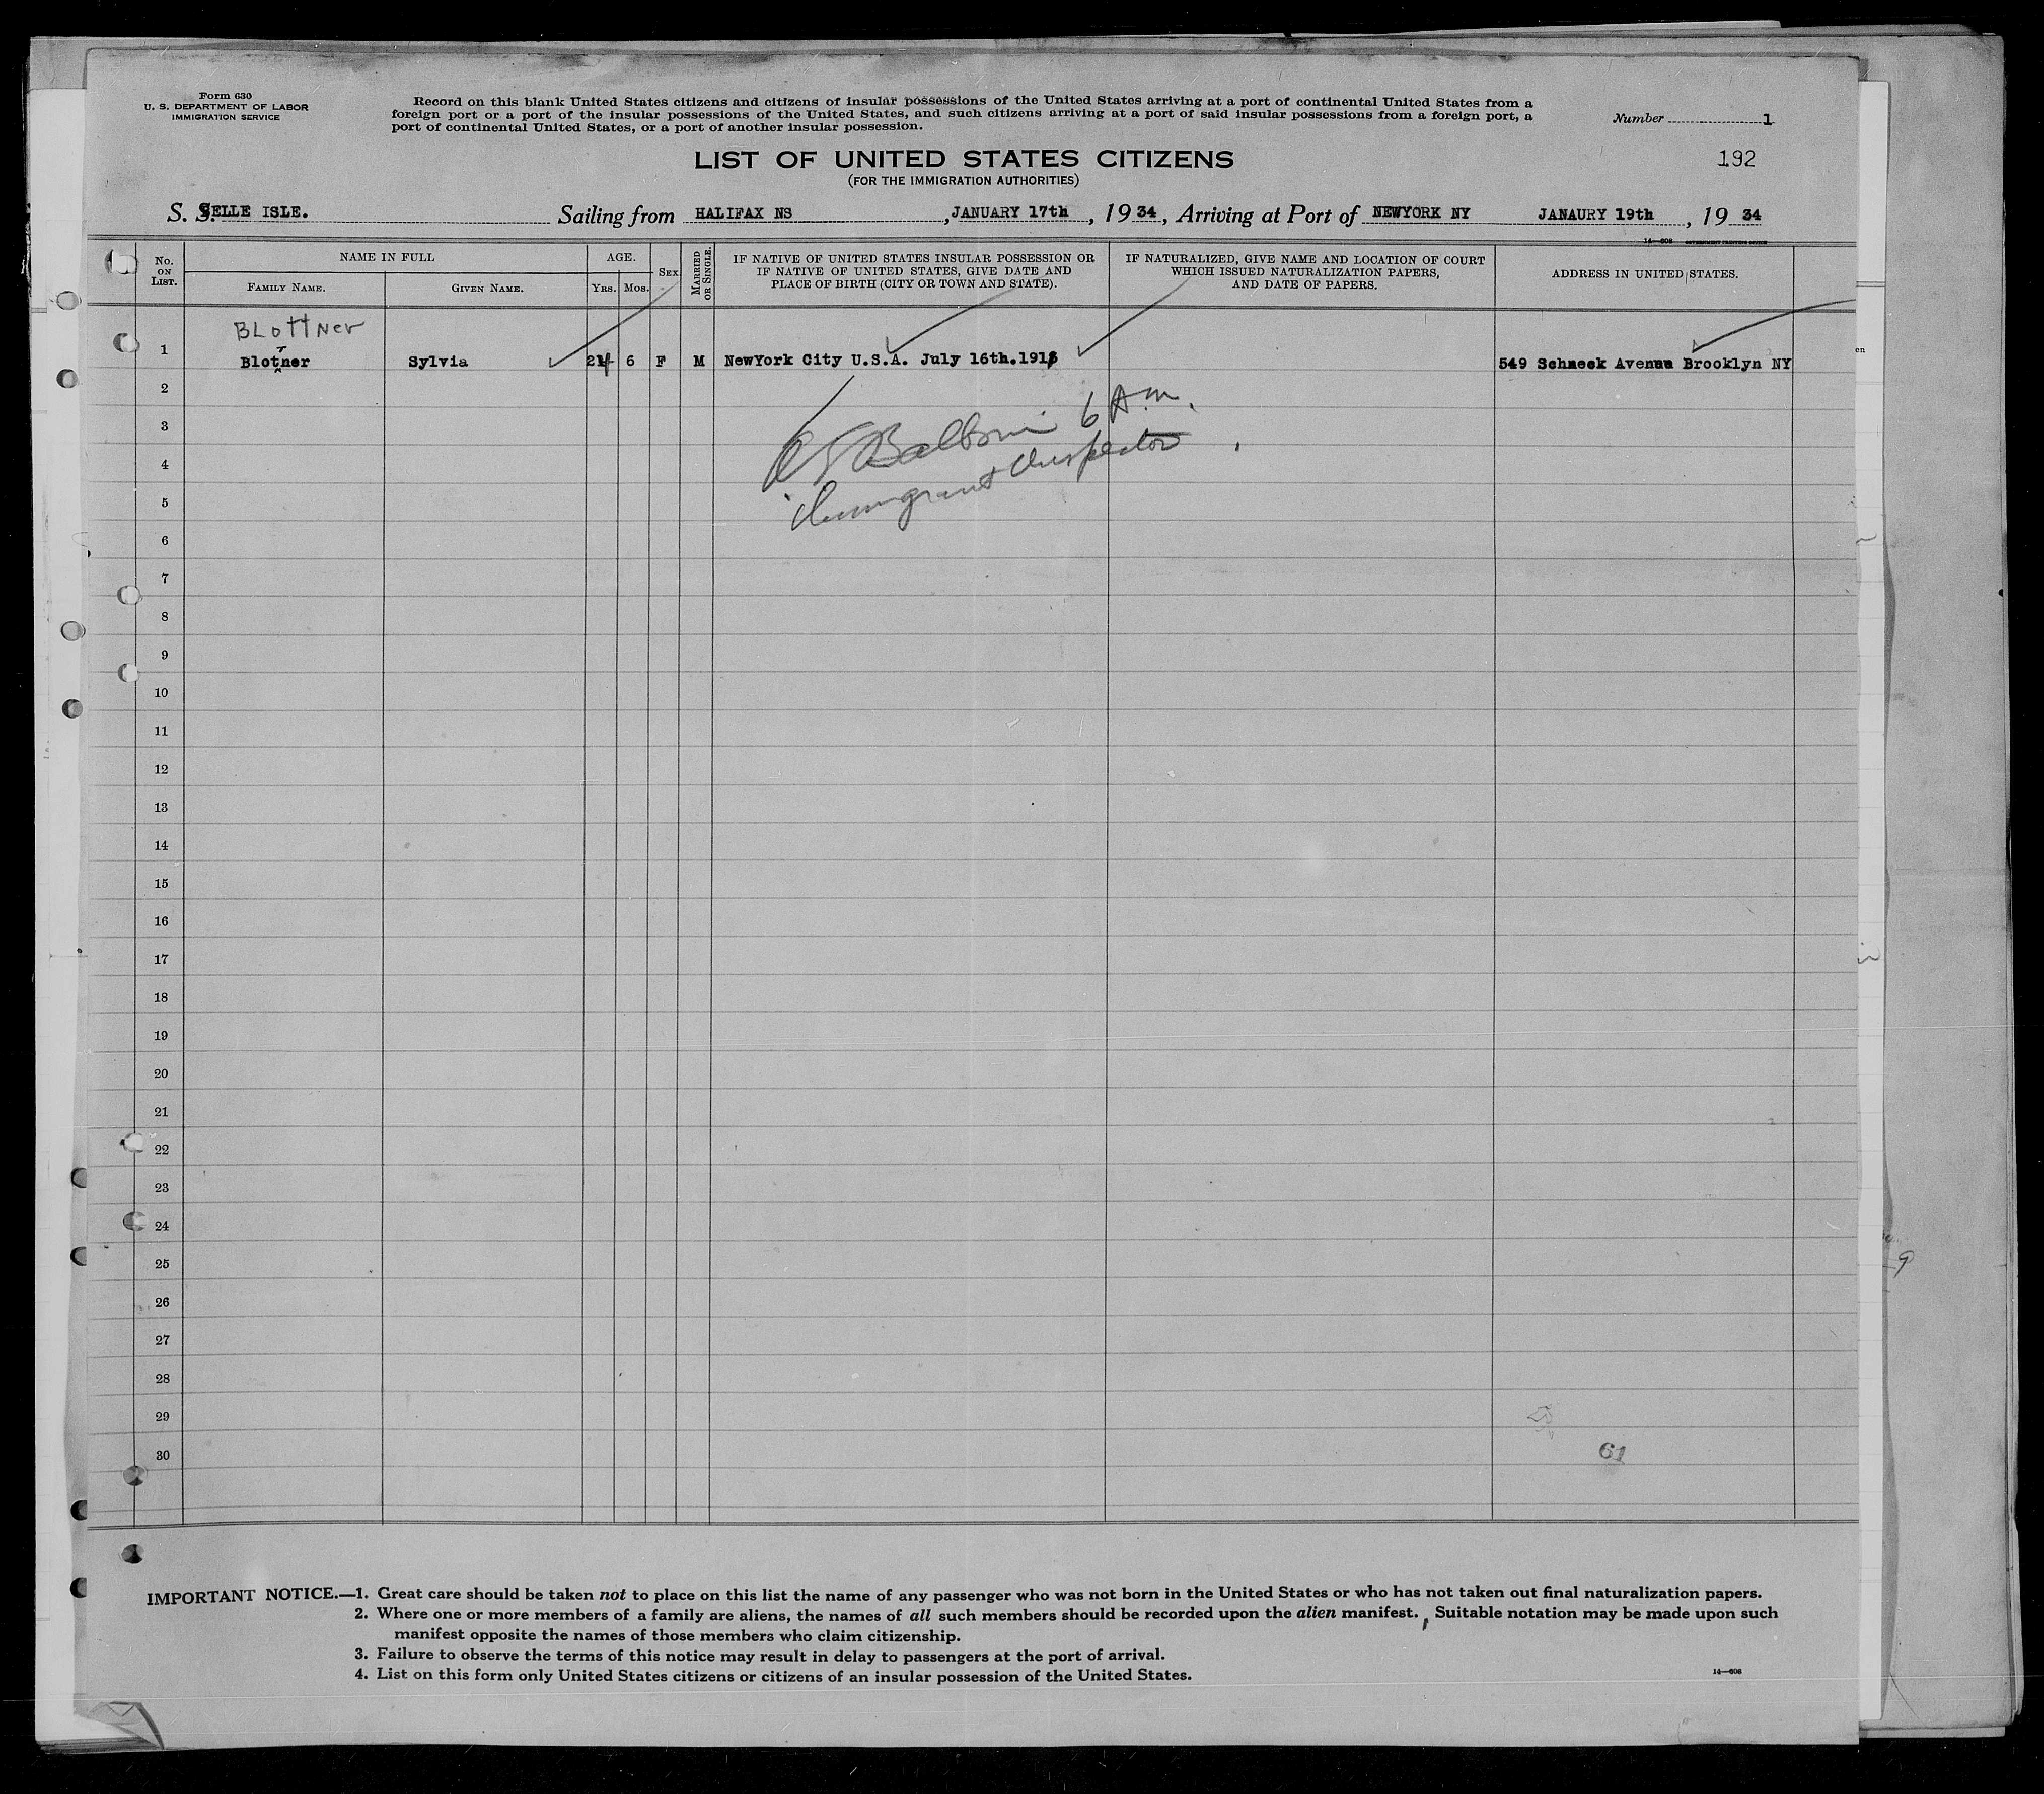 Form 630
U. S. DEPARTMENT OF LABOR
IMMIGRATION SERVICE
Record on this blank United States citizens and citizens of insular possessions of the United States arriving at a port of continental United States from a
foreign port or a port of the insular possessions of the United States, and such citizens arriving at a port of said insular possessions from a foreign port, a
port of continental United States, or a port of another insular possession.
Number 1
192
LIST OF UNITED STATES CITIZENS
(FOR THE IMMIGRATION AUTHORITIES)
S. S. BELLE ISLE. Sailing from HALIFAX NS, JANUARY 17th, 1934, Arriving at Port of NEWYORK NY JANAURY 19th, 19 34
14—608 GOVERNMENT PRINTING OFFICE
No. ON LIST. NAME IN FULL AGE. SEX MARRIED OR SINGLE. IF NATIVE OF UNITED STATES INSULAR POSSESSION OR IF NATIVE OF UNITED STATES, GIVE DATE AND PLACE OF BIRTH (CITY OR TOWN AND STATE). IF NATURALIZED, GIVE NAME AND LOCATION OF COURT WHICH ISSUED NATURALIZATION PAPERS, AND DATE OF PAPERS. ADDRESS IN UNITED STATES.
FAMILY NAME. GIVEN NAME. YRS. MOS.
BLottNer
1 Blotner Sylvia 6 F M NewYork City U.S.A. July 16th. 549 Schneck Avenue Brooklyn NY
T
2
3
6 A.m.
4
Immigrant Inspector
5
6
7
8
9
10
11
12
13
14
15
16
17
18
19
20
21
22
23
24
25
26
27
28
29
30
61
IMPORTANT NOTICE.—1. Great care should be taken not to place on this list the name of any passenger who was not born in the United States or who has not taken out final naturalization papers.
2. Where one or more members of a family are aliens, the names of all such members should be recorded upon the alien manifest. Suitable notation may be made upon such
manifest opposite the names of those members who claim citizenship.
3. Failure to observe the terms of this notice may result in delay to passengers at the port of arrival.
4. List on this form only United States citizens or citizens of an insular possession of the United States.
14—608